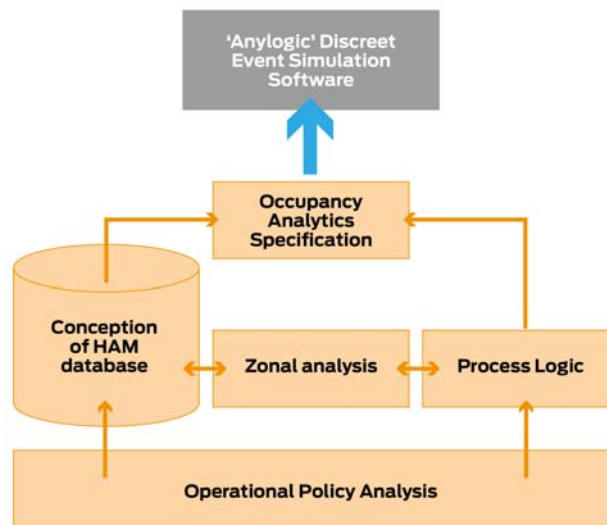 'Anylogic' Discreet
Event Simulation
Software
Occupancy
Analytics
Specification
Conception
of HAM
database
Zonal analysis
Process Logic
Operational Policy Analysis